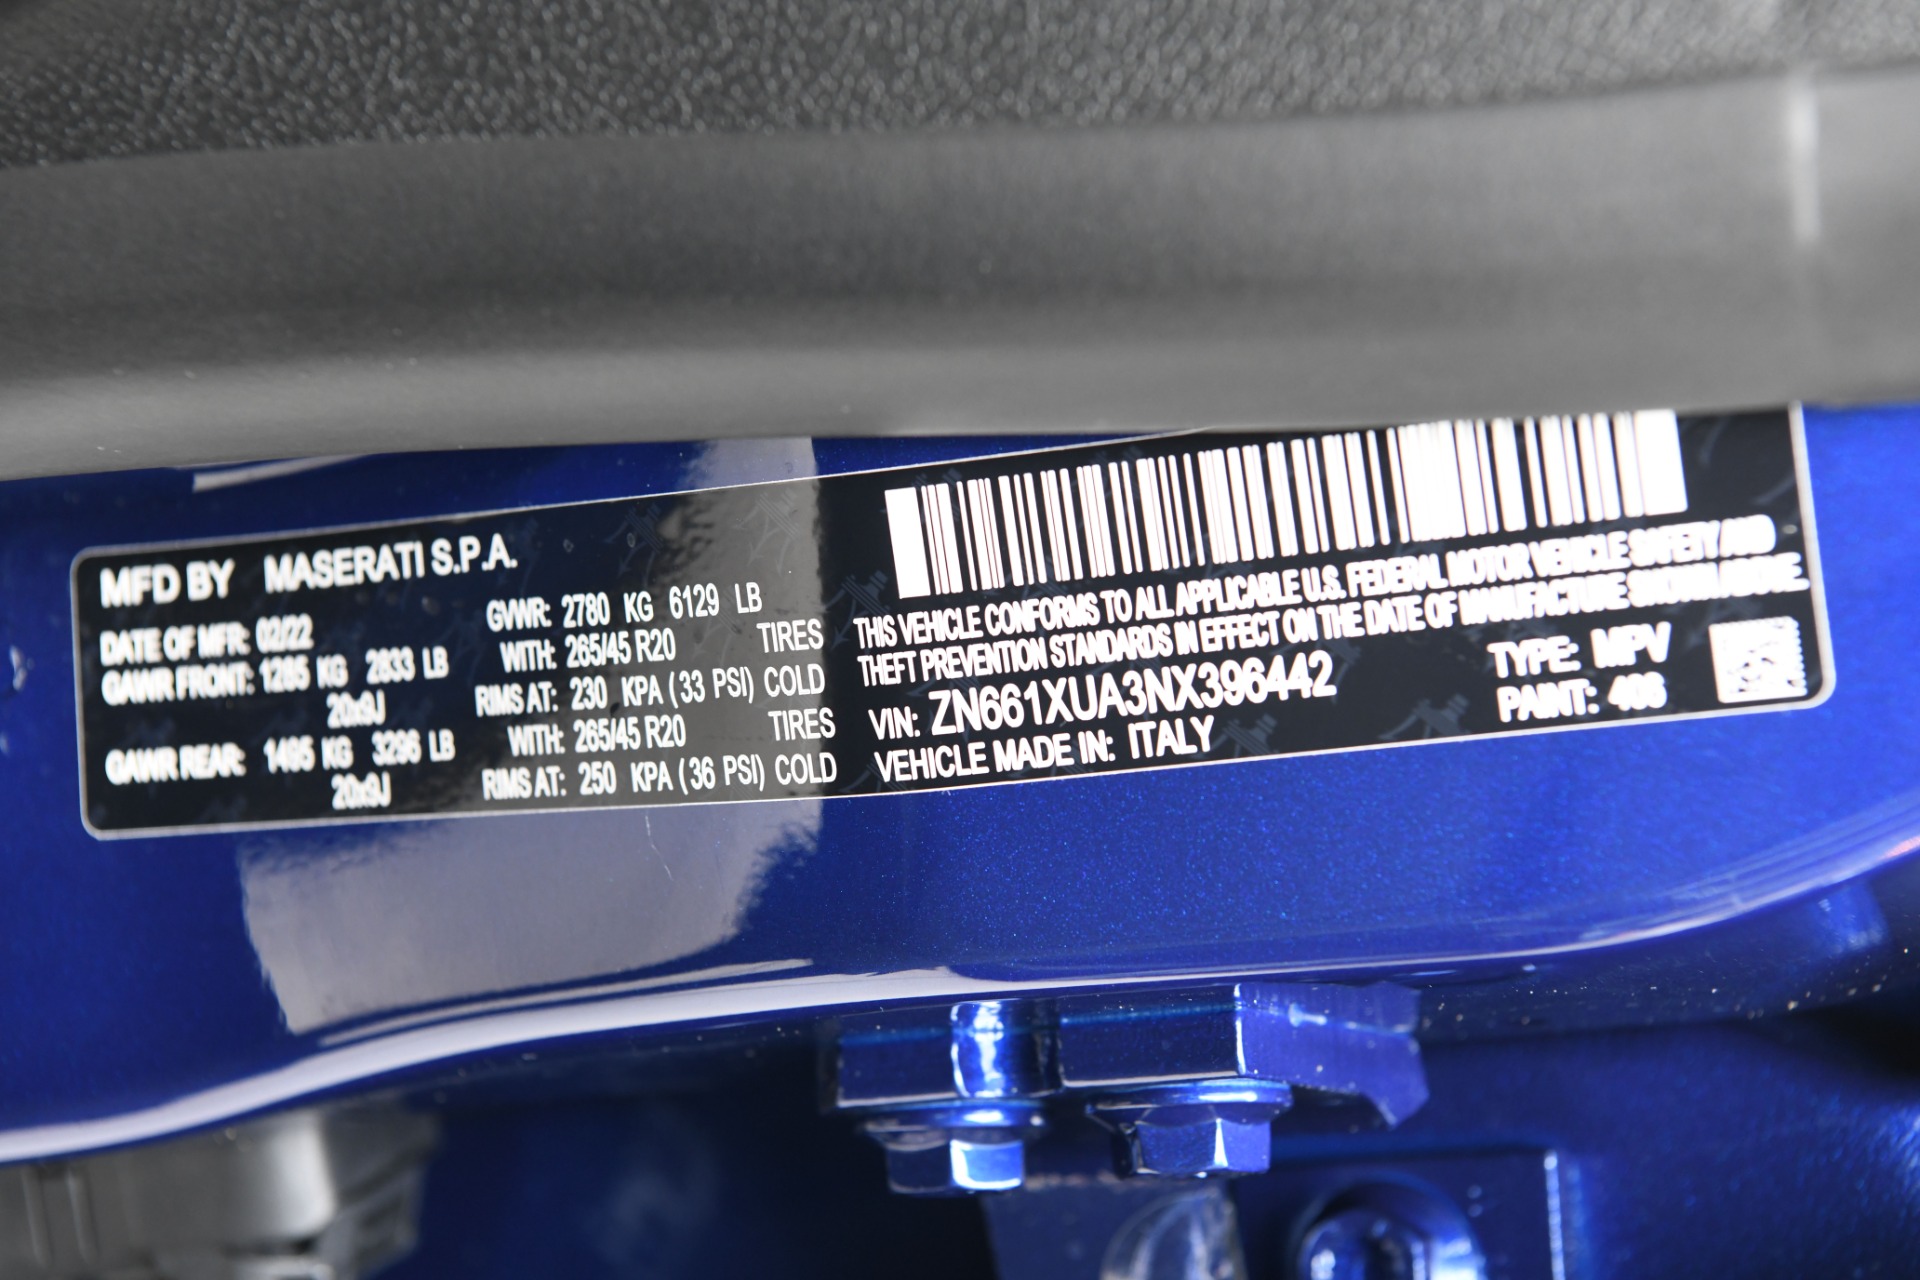 MFD BY MASERATI S.P.A.
DATE OF MFR: 02/22
GVWR: 2780 KG 6129 LB
GAWR FRONT: 1285 KG 2833 LB
WITH: 265/45 R20 TIRES
20x9J
RIMS AT: 230 KPA (33 PSI) COLD
GAWR REAR: 1495 KG 3296 LB
WITH: 265/45 R20 TIRES
20x9J
RIMS AT: 250 KPA (36 PSI) COLD
THIS VEHICLE CONFORMS TO ALL APPLICABLE U.S. FEDERAL MOTOR VEHICLE SAFETY AND
THEFT PREVENTION STANDARDS IN EFFECT ON THE DATE OF MANUFACTURE SHOWN ABOVE.
VIN: ZN661XUA3NX396442
VEHICLE MADE IN: ITALY
TYPE: MPV
PAINT: 406